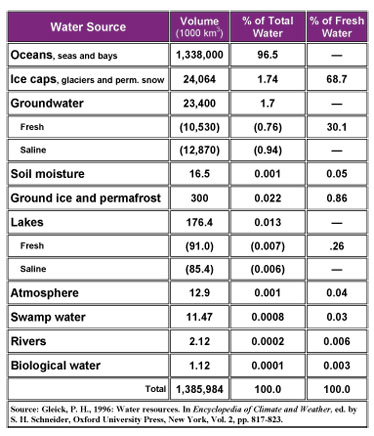 Water Source Volume (1000 km³) % of Total Water % of Fresh Water
Oceans, seas and bays 1,338,000 96.5 —
Ice caps, glaciers and perm. snow 24,064 1.74 68.7
Groundwater 23,400 1.7 —
Fresh (10,530) (0.76) 30.1
Saline (12,870) (0.94) —
Soil moisture 16.5 0.001 0.05
Ground ice and permafrost 300 0.022 0.86
Lakes 176.4 0.013 —
Fresh (91.0) (0.007) .26
Saline (85.4) (0.006) —
Atmosphere 12.9 0.001 0.04
Swamp water 11.47 0.0008 0.03
Rivers 2.12 0.0002 0.006
Biological water 1.12 0.0001 0.003
Total 1,385,984 100.0 100.0
Source: Gleick, P. H., 1996: Water resources. In Encyclopedia of Climate and Weather, ed. by
S. H. Schneider, Oxford University Press, New York, Vol. 2, pp. 817-823.